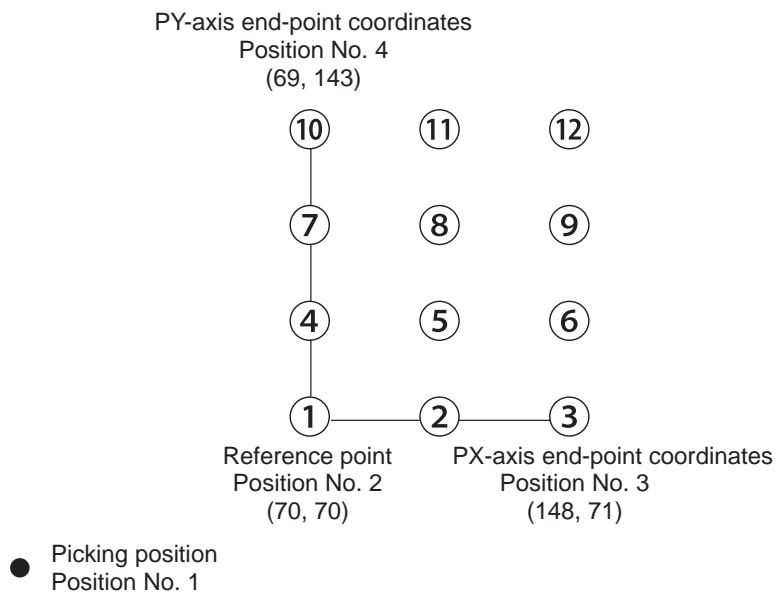 PY-axis end-point coordinates
Position No. 4
(69, 143)
10 11 12
7 8 9
4 5 6
1 2 3
Reference point
Position No. 2
(70, 70)
PX-axis end-point coordinates
Position No. 3
(148, 71)
Picking position
Position No. 1